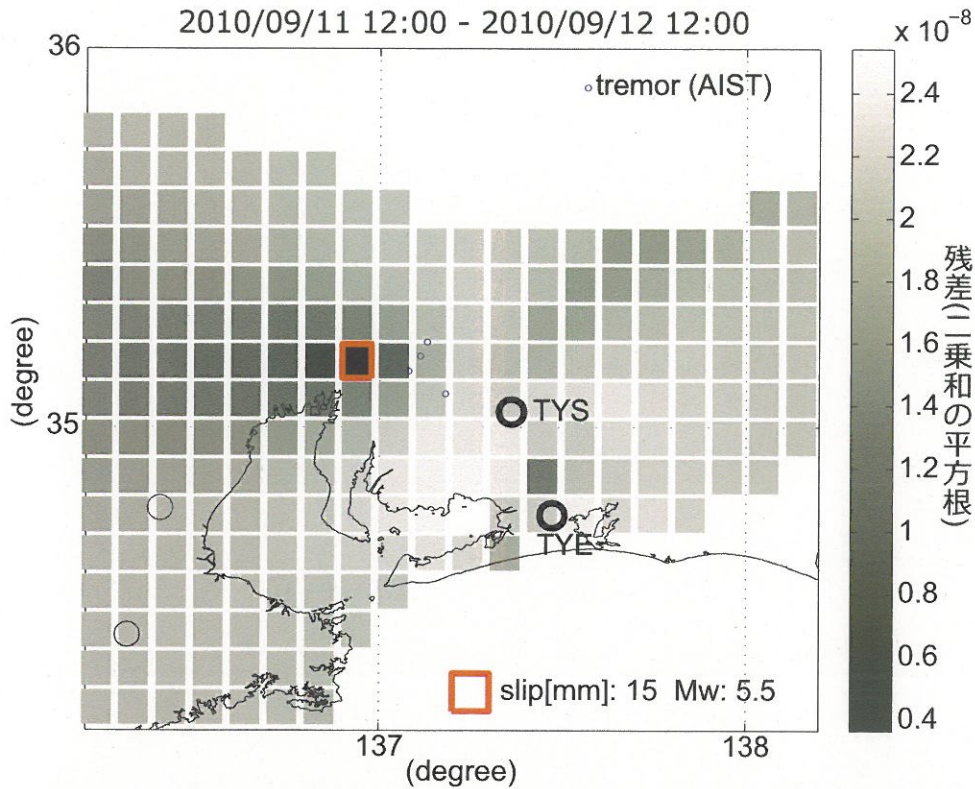 2010/09/11 12:00 - 2010/09/12 12:00
x 10⁻⁸
36
tremor (AIST)
2.4
2.2
2
1.8
1.6
1.4
1.2
1
0.8
0.6
0.4
残差(二乗和の平方根)
(degree)
35
TYS
TYE
slip[mm]: 15 Mw: 5.5
137
138
(degree)